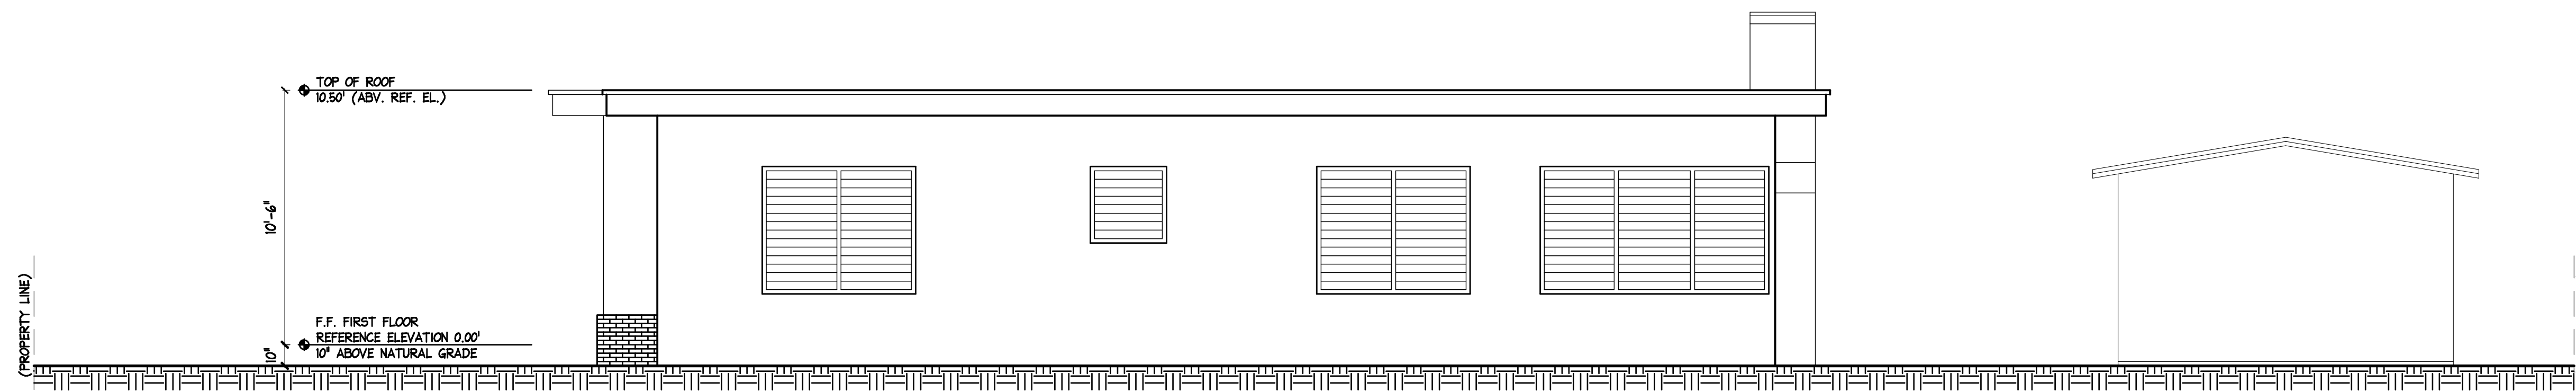 TOP OF ROOF
10.50' (ABV. REF. EL.)
10'-6"
F.F. FIRST FLOOR
REFERENCE ELEVATION 0.00'
10" ABOVE NATURAL GRADE
10"
(PROPERTY LINE)